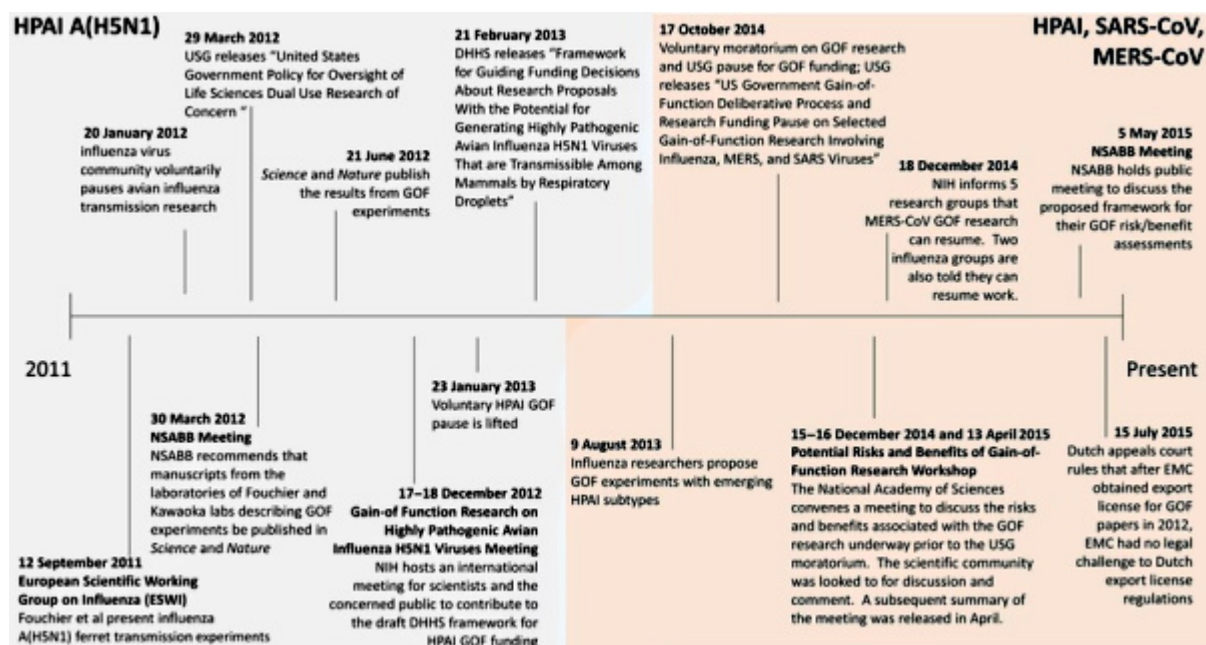 HPAI A(H5N1)
29 March 2012
USG releases “United States
Government Policy for Oversight of
Life Sciences Dual Use Research of
Concern “
20 January 2012
influenza virus
community voluntarily
pauses avian influenza
transmission research
21 June 2012
Science and Nature publish
the results from GOF
experiments
21 February 2013
DHHS releases “Framework
for Guiding Funding Decisions
About Research Proposals
With the Potential for
Generating Highly Pathogenic
Avian Influenza H5N1 Viruses
That are Transmissible Among
Mammals by Respiratory
Droplets”
17 October 2014
Voluntary moratorium on GOF research
and USG pause for GOF funding; USG
releases “US Government Gain-of-
Function Deliberative Process and
Research Funding Pause on Selected
Gain-of-Function Research Involving
Influenza, MERS, and SARS Viruses”
HPAI, SARS-CoV,
MERS-CoV
18 December 2014
NIH informs 5
research groups that
MERS-CoV GOF research
can resume. Two
influenza groups are
also told they can
resume work.
5 May 2015
NSABB Meeting
NSABB holds public
meeting to discuss the
proposed framework for
their GOF risk/benefit
assessments
2011
Present
12 September 2011
European Scientific Working
Group on Influenza (ESWI)
Fouchier et al present influenza
A(H5N1) ferret transmission experiments
30 March 2012
NSABB Meeting
NSABB recommends that
manuscripts from the
laboratories of Fouchier and
Kawaoka labs describing GOF
experiments be published in
Science and Nature
17–18 December 2012
Gain-of Function Research on
Highly Pathogenic Avian
Influenza H5N1 Viruses Meeting
NIH hosts an international
meeting for scientists and the
concerned public to contribute to
the draft DHHS framework for
HPAI GOF funding
23 January 2013
Voluntary HPAI GOF
pause is lifted
9 August 2013
Influenza researchers propose
GOF experiments with emerging
HPAI subtypes
15–16 December 2014 and 13 April 2015
Potential Risks and Benefits of Gain-of-
Function Research Workshop
The National Academy of Sciences
convenes a meeting to discuss the risks
and benefits associated with the GOF
research underway prior to the USG
moratorium. The scientific community
was looked to for discussion and
comment. A subsequent summary of
the meeting was released in April.
15 July 2015
Dutch appeals court
rules that after EMC
obtained export
license for GOF
papers in 2012,
EMC had no legal
challenge to Dutch
export license
regulations